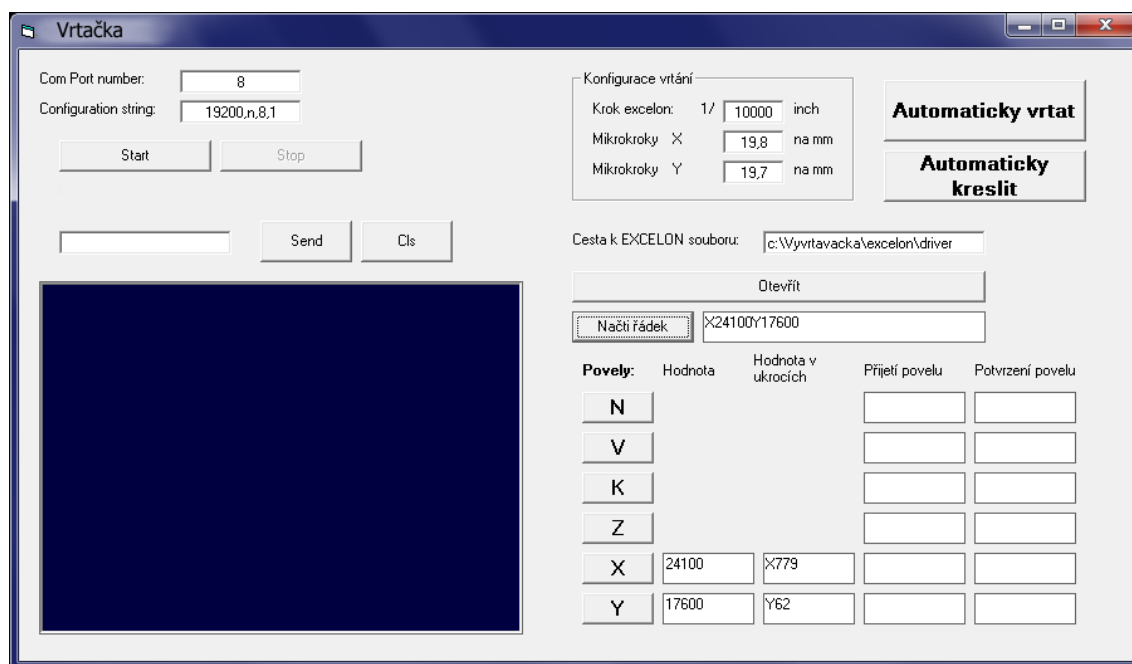 Vrtačka
Com Port number: 8
Configuration string: 19200,n,8,1
Start Stop
Send Cls
Konfigurace vrtání
Krok excelon: 1/ 10000 inch
Mikrokroky X 19,8 na mm
Mikrokroky Y 19,7 na mm
Automaticky vrtat
Automaticky
kreslit
Cesta k EXCELON souboru: c:\Vyvrtavacka\excelon\driver
Otevřít
Načti řádek X24100Y17600
Povely: Hodnota Hodnota v
ukrocích Přijetí povelu Potvrzení povelu
N
V
K
Z
X 24100 X779
Y 17600 Y62